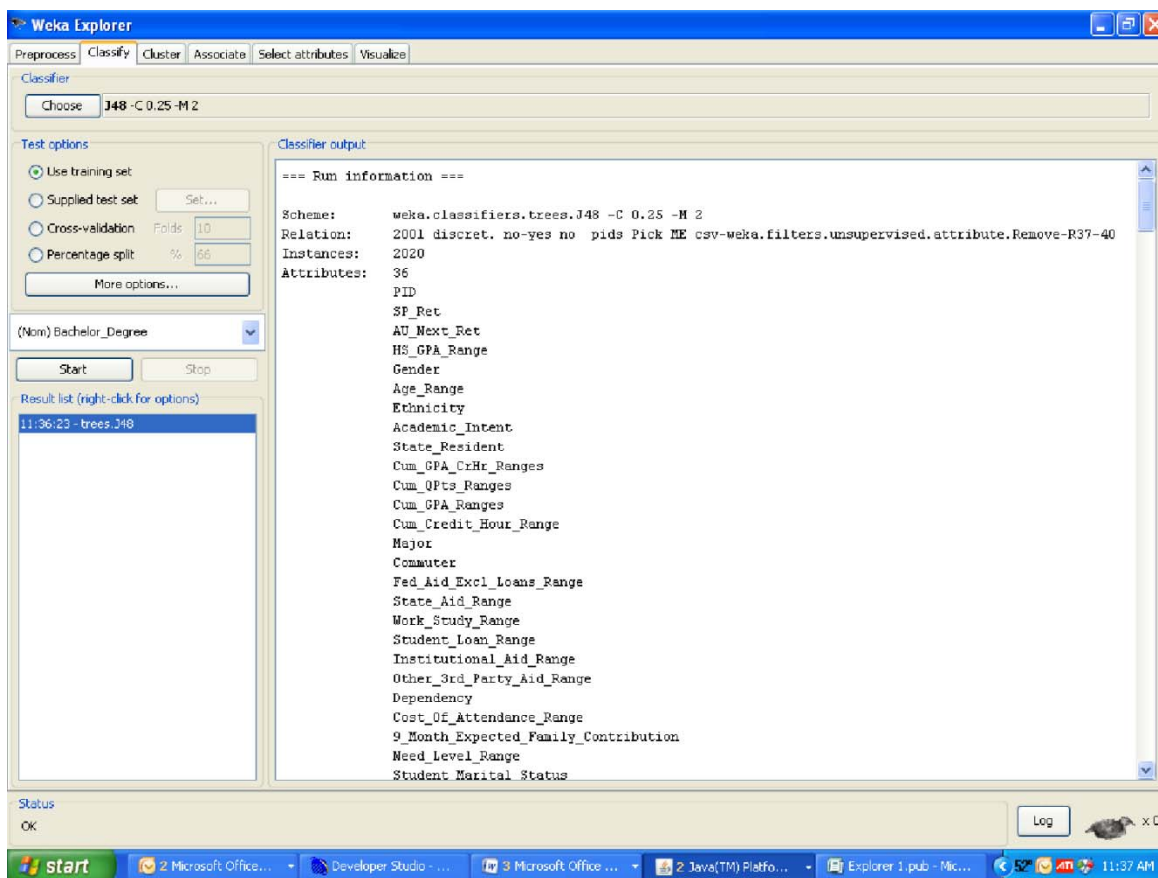 Weka Explorer
Preprocess Classify Cluster Associate Select attributes Visualize
Classifier
Choose J48 -C 0.25 -M 2
Test options
Use training set
Supplied test set Set...
Cross-validation Folds 10
Percentage split % 66
More options...
(Nom) Bachelor_Degree
Start Stop
Result list (right-click for options)
11:36:23 - trees.J48
Classifier output
=== Run information ===
Scheme: weka.classifiers.trees.J48 -C 0.25 -M 2
Relation: 2001 discret. no-yes no pids Pick ME csv-weka.filters.unsupervised.attribute.Remove-R37-40
Instances: 2020
Attributes: 36
PID
SP_Ret
AU_Next_Ret
HS_GPA_Range
Gender
Age_Range
Ethnicity
Academic_Intent
State_Resident
Cum_GPA_CrHr_Ranges
Cum_QPts_Ranges
Cum_GPA_Ranges
Cum_Credit_Hour_Range
Major
Commuter
Fed_Aid_Excl_Loans_Range
State_Aid_Range
Work_Study_Range
Student_Loan_Range
Institutional_Aid_Range
Other_3rd_Party_Aid_Range
Dependency
Cost_Of_Attendance_Range
9_Month_Expected_Family_Contribution
Need_Level_Range
Student_Marital_Status
Status
OK
Log x 0
start 2 Microsoft Office... Developer Studio - ... 3 Microsoft Office ... 2 Java(TM) Platfo... Explorer 1.pub - Mic... 52° ATI 11:37 AM